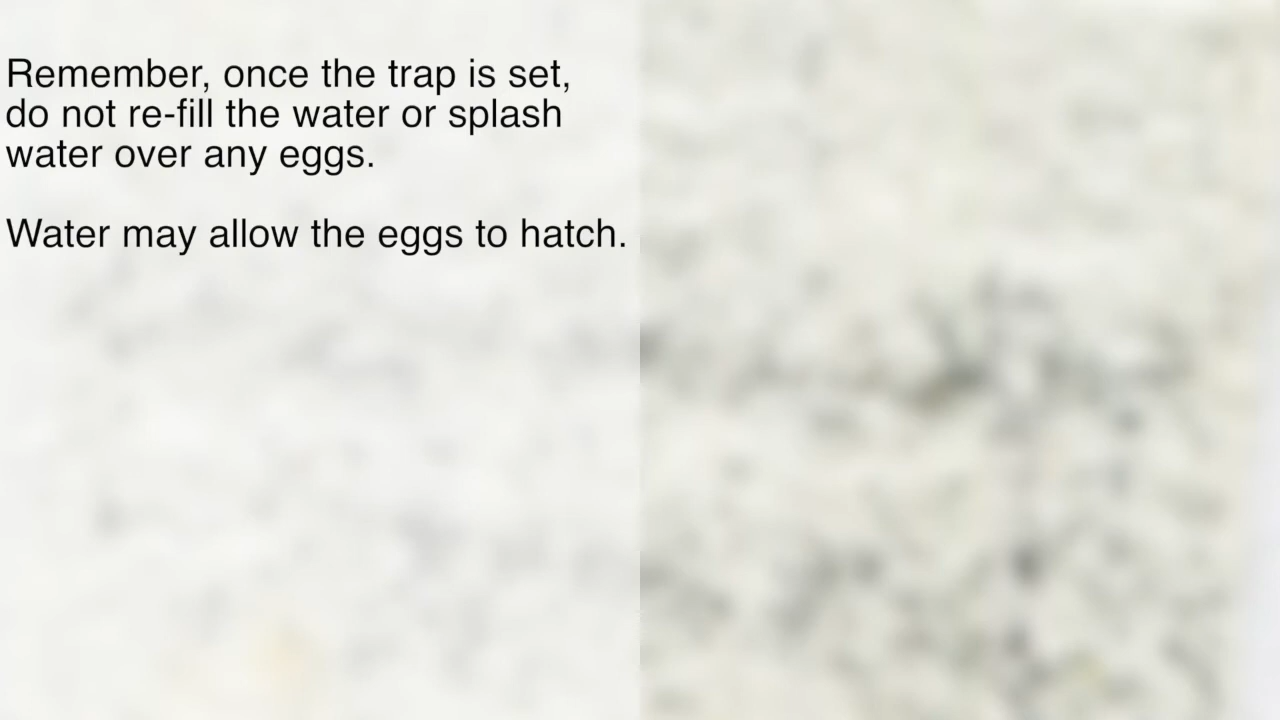 Remember, once the trap is set,
do not re-fill the water or splash
water over any eggs.
Water may allow the eggs to hatch.